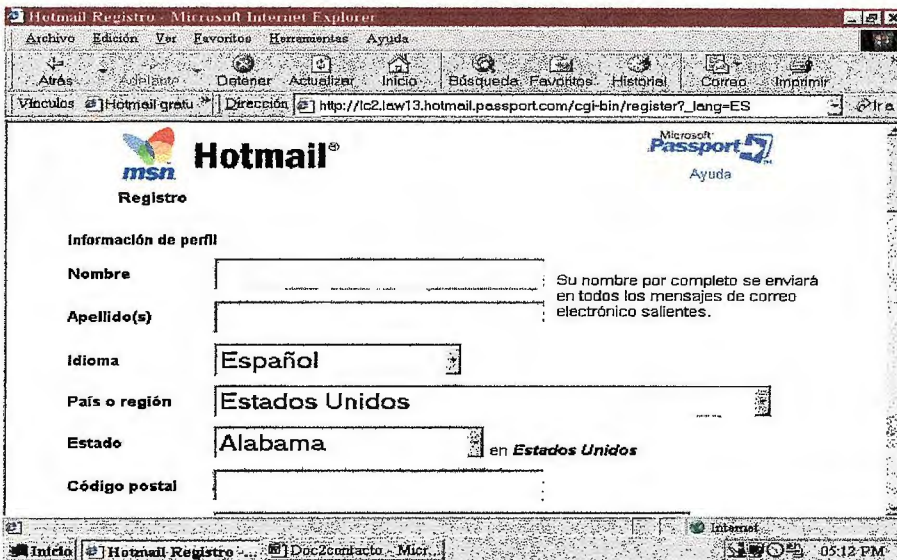 Hotmail Registro - Microsoft Internet Explorer
Archivo Edición Ver Favoritos Herramientas Ayuda
Atrás Adelante Detener Actualizar Inicio Búsqueda Favoritos Historial Correo Imprimir
Vínculos Hotmail gratu » Dirección http://lc2.law13.hotmail.passport.com/cgi-bin/register?_lang=ES Ir a
msn Hotmail® Microsoft Passport
Registro Ayuda
Información de perfil
Nombre Su nombre por completo se enviará
en todos los mensajes de correo
electrónico salientes.
Apellido(s)
Idioma Español
País o región Estados Unidos
Estado Alabama en Estados Unidos
Código postal
Internet
Inicio Hotmail Registro -... Doc2contacto - Micr... 05:12 PM